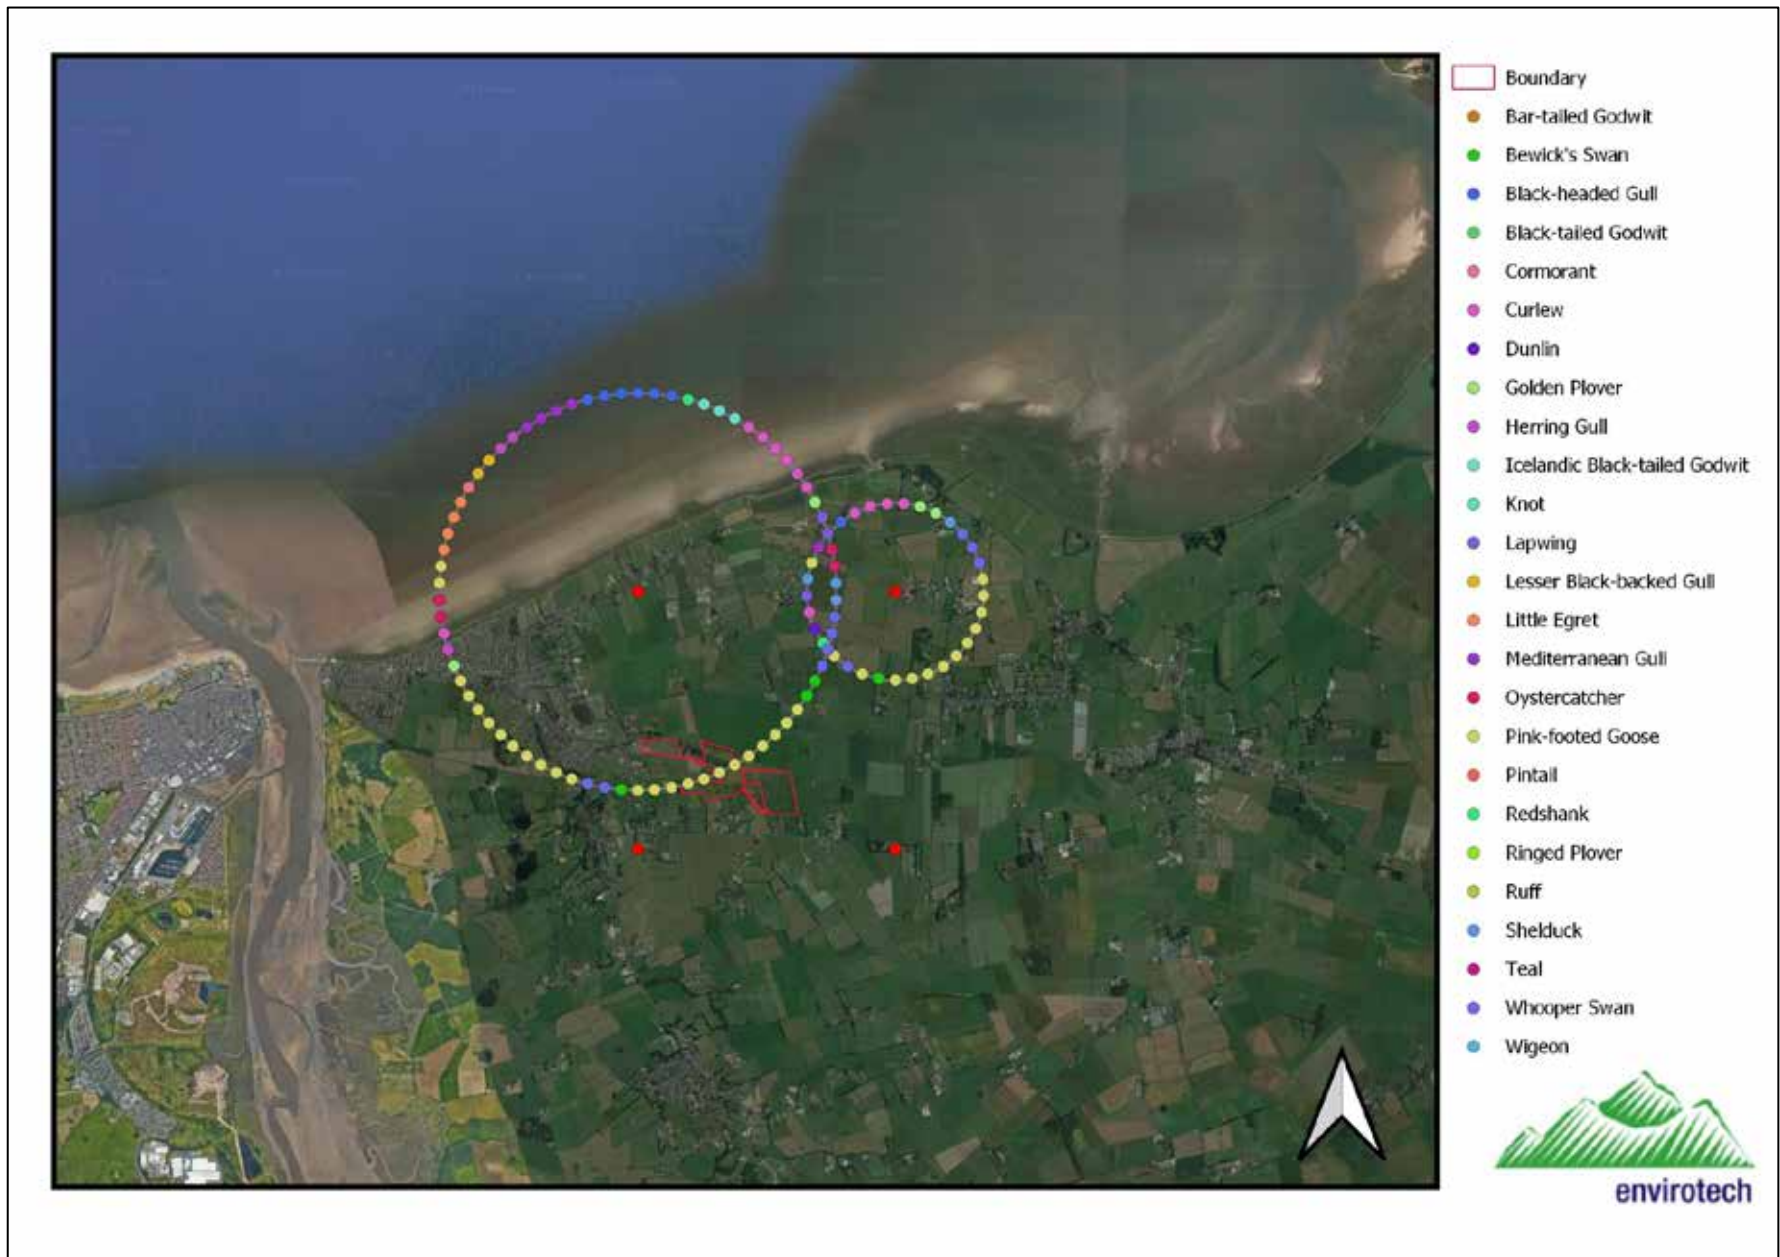 Boundary
Bar-tailed Godwit
Bewick's Swan
Black-headed Gull
Black-tailed Godwit
Cormorant
Curlew
Dunlin
Golden Plover
Herring Gull
Icelandic Black-tailed Godwit
Knot
Lapwing
Lesser Black-backed Gull
Little Egret
Mediterranean Gull
Oystercatcher
Pink-footed Goose
Pintail
Redshank
Ringed Plover
Ruff
Shelduck
Teal
Whooper Swan
Wigeon
envirotech